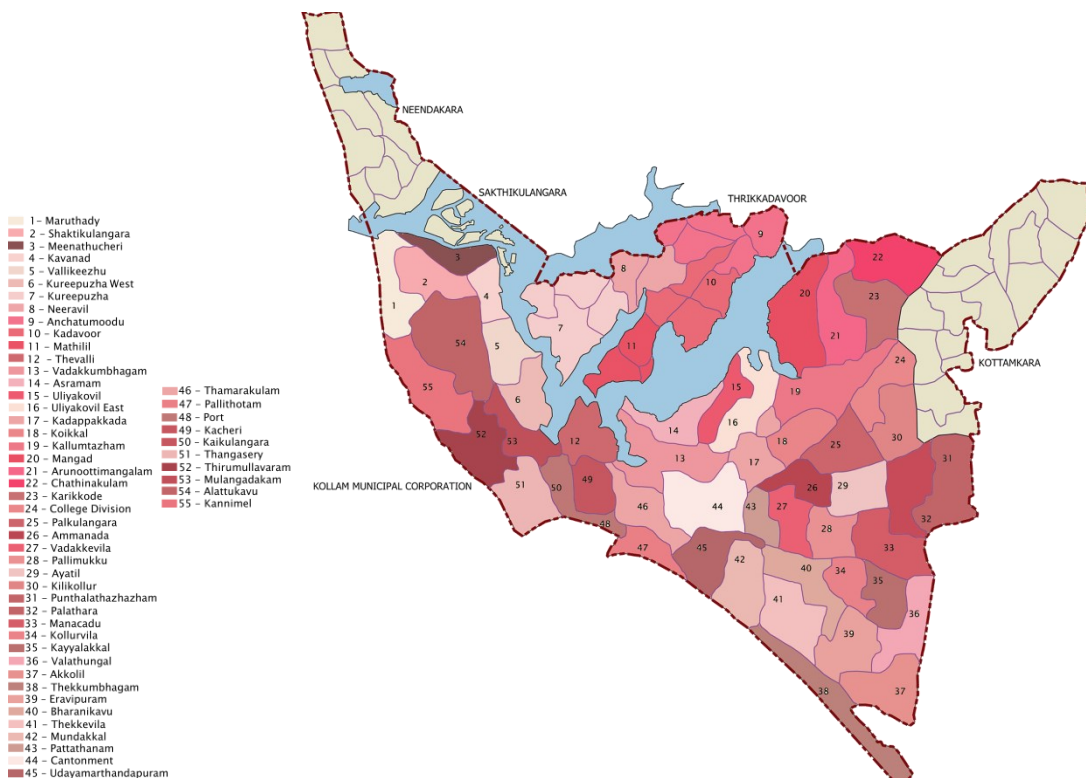 NEENDAKARA
SAKTHIKULANGARA
THRIKKADAVOOR
KOTTAMKARA
KOLLAM MUNICIPAL CORPORATION
1- Maruthady
2 - Shaktikulangara
3 - Meenathucheri
4 - Kavanad
5 - Vallikeezhu
6 - Kureepuzha West
7 - Kureepuzha
8 - Neeravil
9 - Anchatumoodu
10 - Kadavoor
11 - Mathilil
12 - Thevalli
13 - Vadakkumbhagam
14 - Asramam
15 - Uliyakovil
16 - Uliyakovil East
17 - Kadappakkada
18 - Koikkal
19 - Kallumtazham
20 - Mangad
21 - Arunoottimangalam
22 - Chathinakulam
23 - Karikkode
24 - College Division
25 - Palkulangara
26 - Ammanada
27 - Vadakkevila
28 - Pallimukku
29 - Ayatil
30 - Kilikollur
31 - Punthalathazhazham
32 - Palathara
33 - Manacadu
34 - Kollurvila
35 - Kayyalakkal
36 - Valathungal
37 - Akkolil
38 - Thekkumbhagam
39 - Eravipuram
40 - Bharanikavu
41 - Thekkevila
42 - Mundakkal
43 - Pattathanam
44 - Cantonment
45 - Udayamarthandapuram
46 - Thamarakulam
47 - Pallithotam
48 - Port
49 - Kacheri
50 - Kaikulangara
51 - Thangasery
52 - Thirumullavaram
53 - Mulangadakam
54 - Alattukavu
55 - Kannimel
1
2
3
4
5
6
7
8
9
10
11
12
13
14
15
16
17
18
19
20
21
22
23
24
25
26
27
28
29
30
31
32
33
34
35
36
37
38
39
40
41
42
43
44
45
46
47
48
49
50
51
52
53
54
55